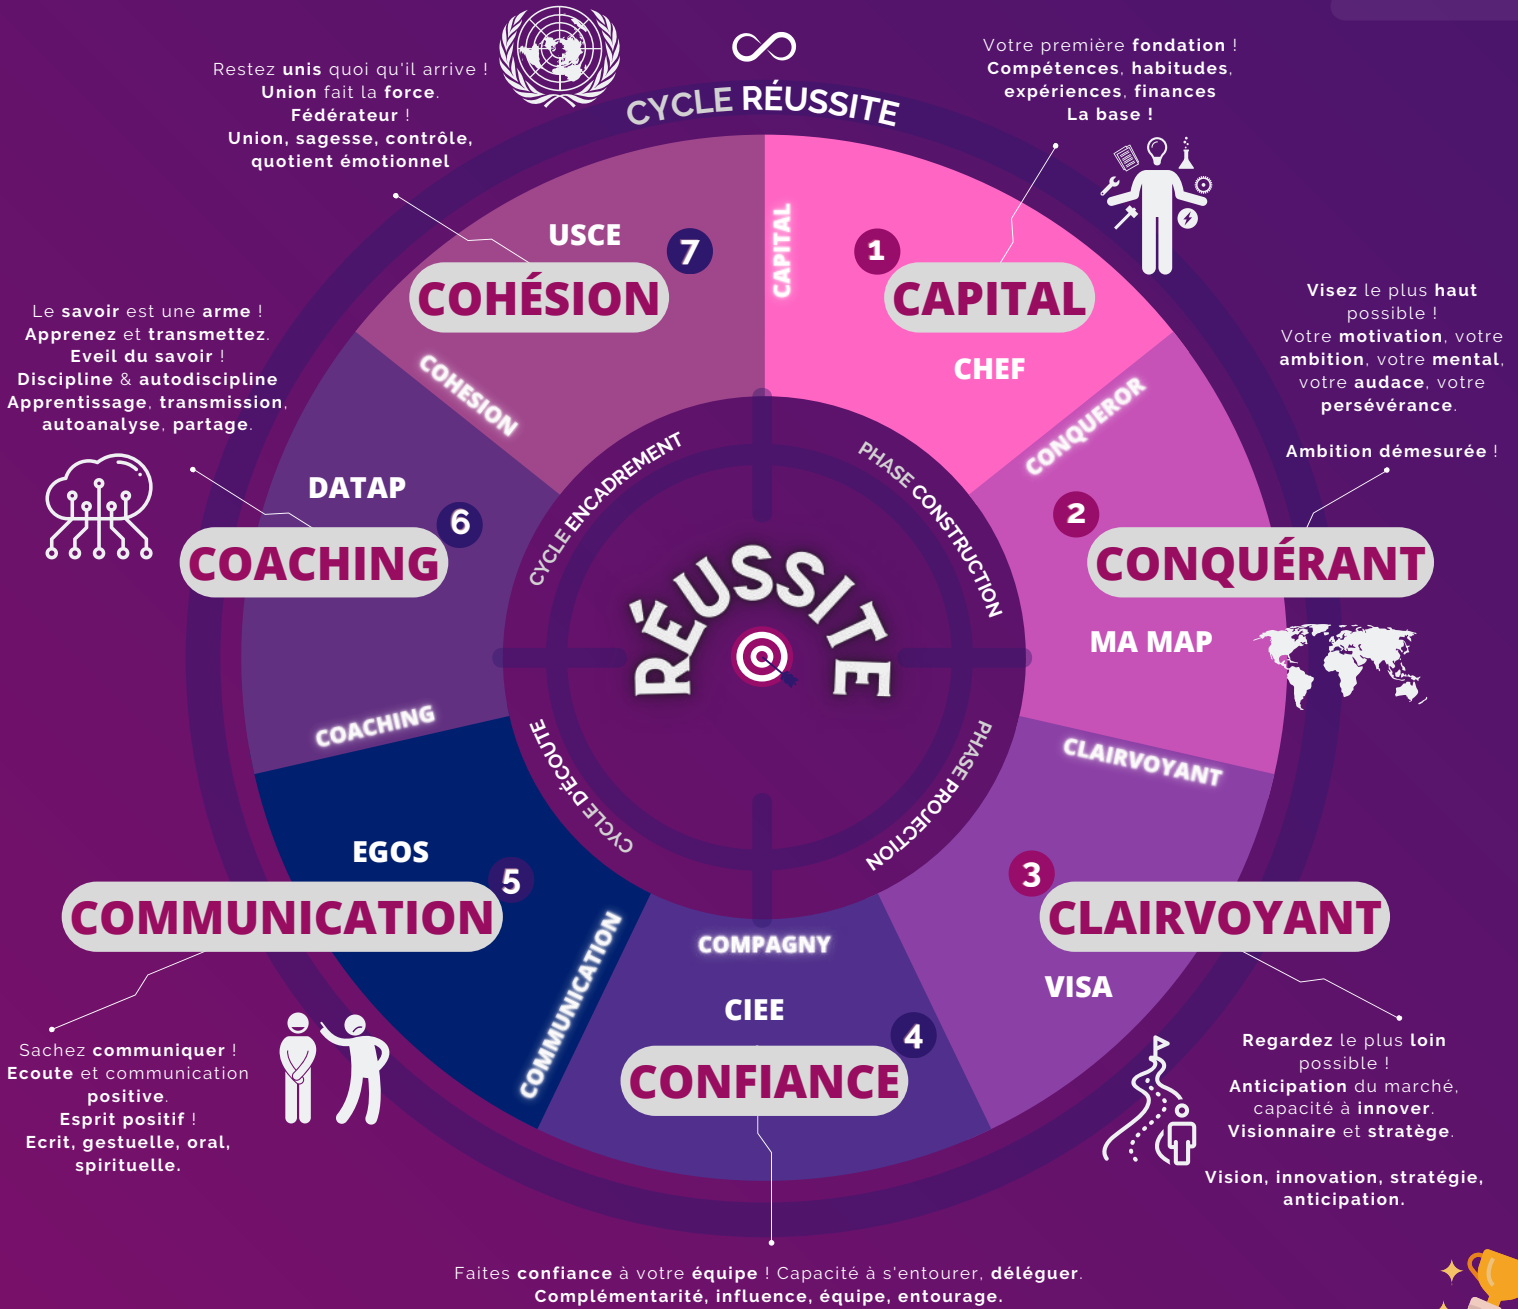 CYCLE RÉUSSITE
Restez unis quoi qu'il arrive !
Union fait la force.
Fédérateur !
Union, sagesse, contrôle,
quotient émotionnel
Votre première fondation !
Compétences, habitudes,
expériences, finances
La base !
CAPITAL
1
CAPITAL
CHEF
USCE
7
COHÉSION
COHESION
Visez le plus haut
possible !
Votre motivation, votre
ambition, votre mental,
votre audace, votre
persévérance.
Ambition démesurée !
CONQUEROR
2
CONQUÉRANT
MA MAP
Le savoir est une arme !
Apprenez et transmettez.
Eveil du savoir !
Discipline & autodiscipline
Apprentissage, transmission,
autoanalyse, partage.
DATAP
6
COACHING
COACHING
CYCLE ENCADREMENT
PHASE CONSTRUCTION
RÉUSSITE
CYCLE D'ÉCOUTE
PHASE PROJECTION
CLAIRVOYANT
3
CLAIRVOYANT
VISA
EGOS
5
COMMUNICATION
COMMUNICATION
COMPAGNY
CIEE
4
CONFIANCE
Sachez communiquer !
Ecoute et communication
positive.
Esprit positif !
Ecrit, gestuelle, oral,
spirituelle.
Regardez le plus loin
possible !
Anticipation du marché,
capacité à innover.
Visionnaire et stratège.
Vision, innovation, stratégie,
anticipation.
Faites confiance à votre équipe ! Capacité à s'entourer, déléguer.
Complémentarité, influence, équipe, entourage.